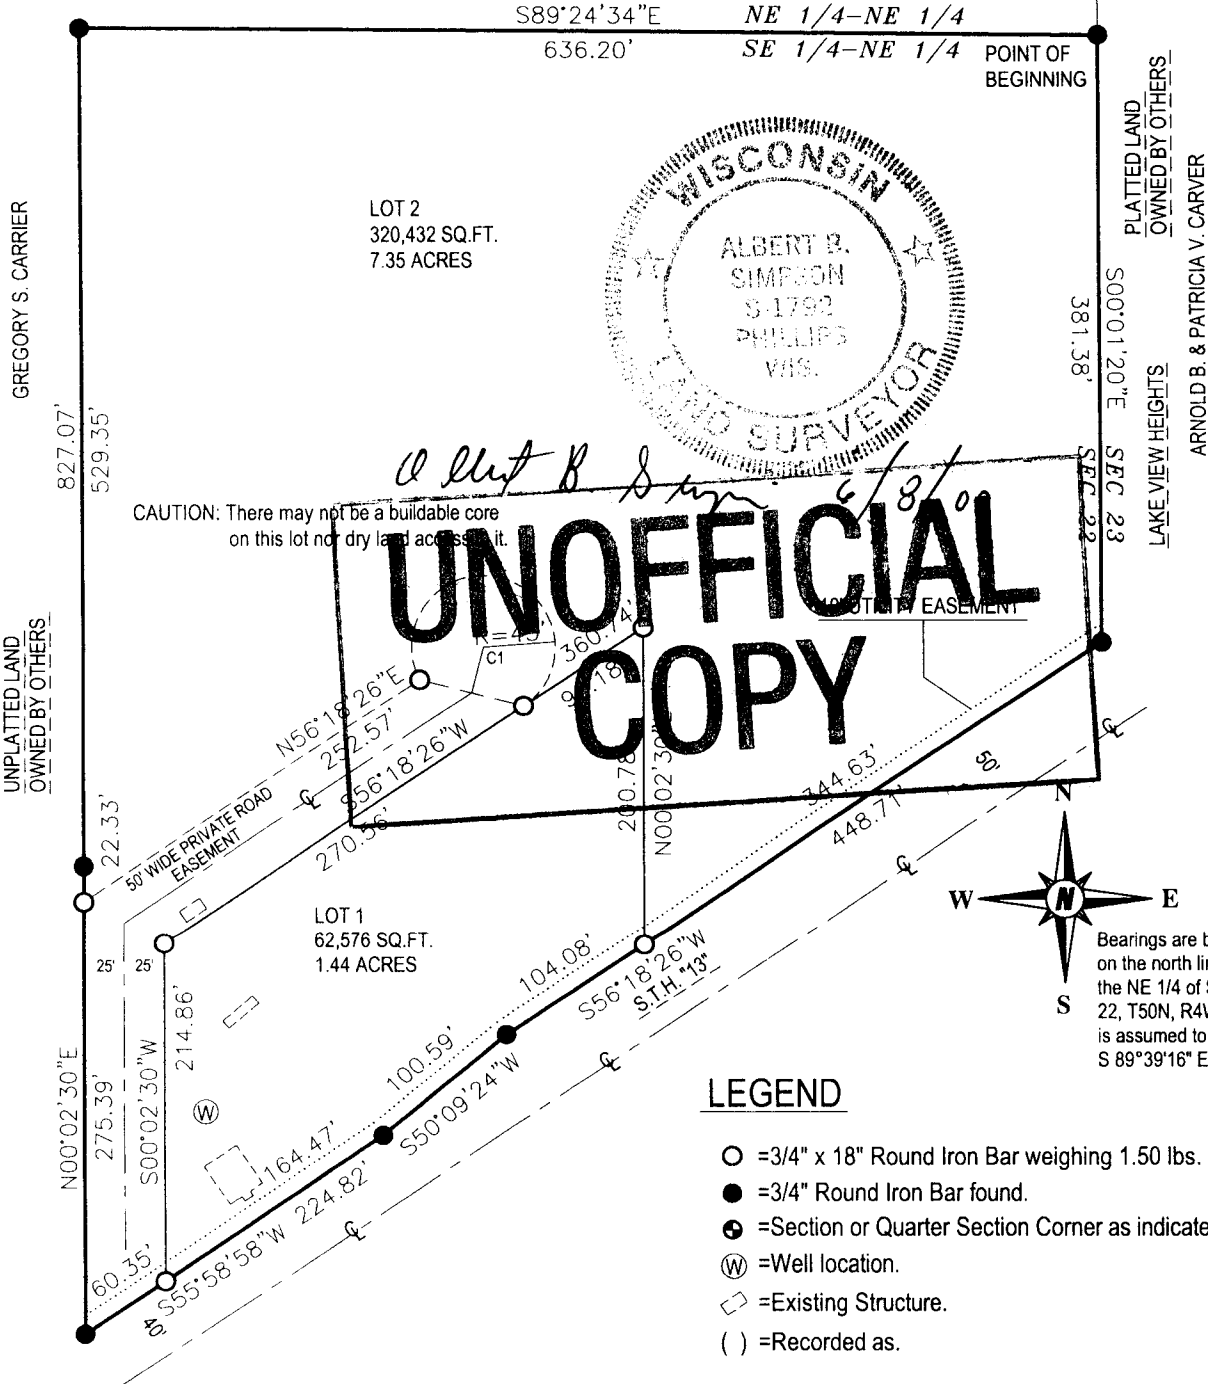 S89°24'34"E
NE 1/4-NE 1/4
636.20'
SE 1/4-NE 1/4
POINT OF
BEGINNING
PLATTED LAND
OWNED BY OTHERS
ARNOLD B. & PATRICIA V. CARVER
LAKE VIEW HEIGHTS
S00°01'20"E
381.38'
SEC 23
SEC 22
WISCONSIN
ALBERT B.
SIMPSON
S-1792
PHILLIPS
WIS.
LAND SURVEYOR
LOT 2
320,432 SQ.FT.
7.35 ACRES
GREGORY S. CARRIER
827.07'
529.35'
Albert B
CAUTION: There may not be a buildable core
on this lot nor dry land access it.
UNOFFICIAL
COPY
UTILITY EASEMENT
R=45'
C1
360.74'
UNPLATTED LAND
OWNED BY OTHERS
N56°18'26"E
252.57'
S56°18'26"W
270.56'
200.78'
N00°02'30"
344.63'
448.71'
50'
22.33'
50' WIDE PRIVATE ROAD
EASEMENT
LOT 1
62,576 SQ.FT.
1.44 ACRES
25'
25'
214.86'
S00°02'30"W
N00°02'30"E
275.39'
104.08'
S56°18'26"W
S.T.H. "13"
100.59'
S50°09'24"W
164.47'
224.82'
S55°58'58"W
60.35'
40'
W
N
N
E
S
Bearings are b
on the north lin
the NE 1/4 of S
22, T50N, R4W
is assumed to
S 89°39'16" E
LEGEND
=3/4" x 18" Round Iron Bar weighing 1.50 lbs.
=3/4" Round Iron Bar found.
=Section or Quarter Section Corner as indicate
W =Well location.
=Existing Structure.
( ) =Recorded as.